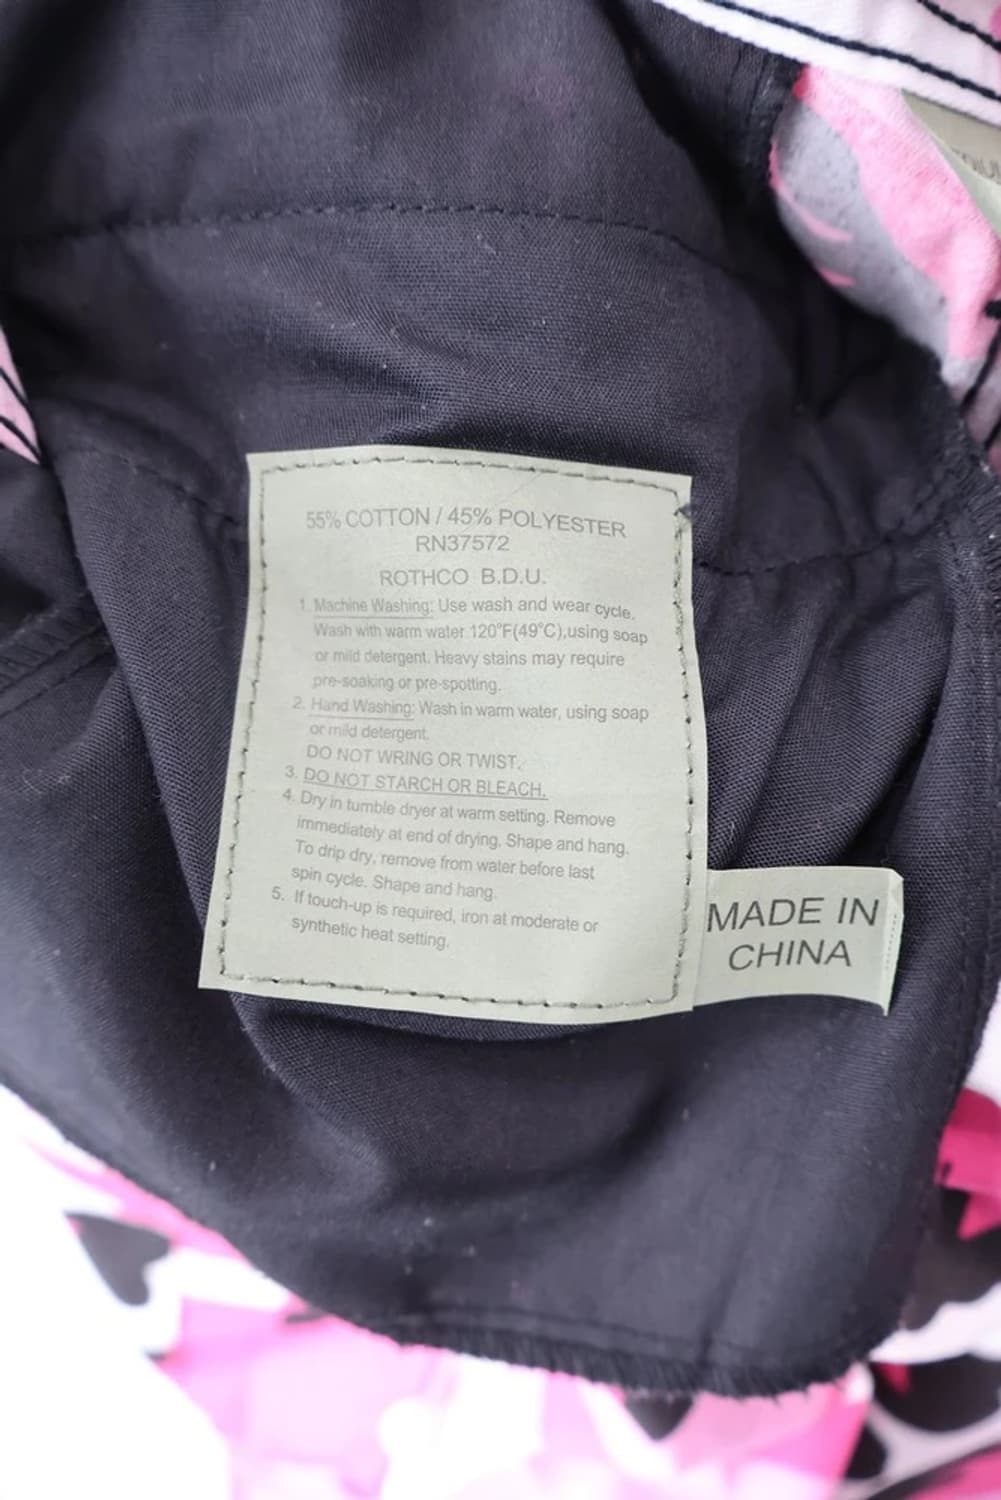 55% COTTON / 45% POLYESTER
RN37572
ROTHCO B.D.U.
1. Machine Washing: Use wash and wear cycle.
Wash with warm water 120°F(49°C),using soap
or mild detergent. Heavy stains may require
pre-soaking or pre-spotting.
2. Hand Washing: Wash in warm water, using soap
or mild detergent.
DO NOT WRING OR TWIST.
3. DO NOT STARCH OR BLEACH.
4. Dry in tumble dryer at warm setting. Remove
immediately at end of drying. Shape and hang.
To drip dry, remove from water before last
spin cycle. Shape and hang.
5. If touch-up is required, iron at moderate or
synthetic heat setting.
MADE IN
CHINA